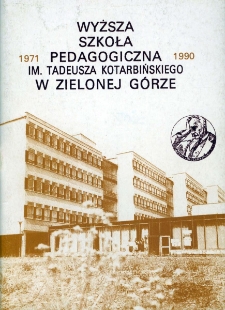 WYŻSZA
SZKOŁA
1971 PEDAGOGICZNA 1990
IM. TADEUSZA KOTARBIŃSKIEGO
W ZIELONEJ GÓRZE